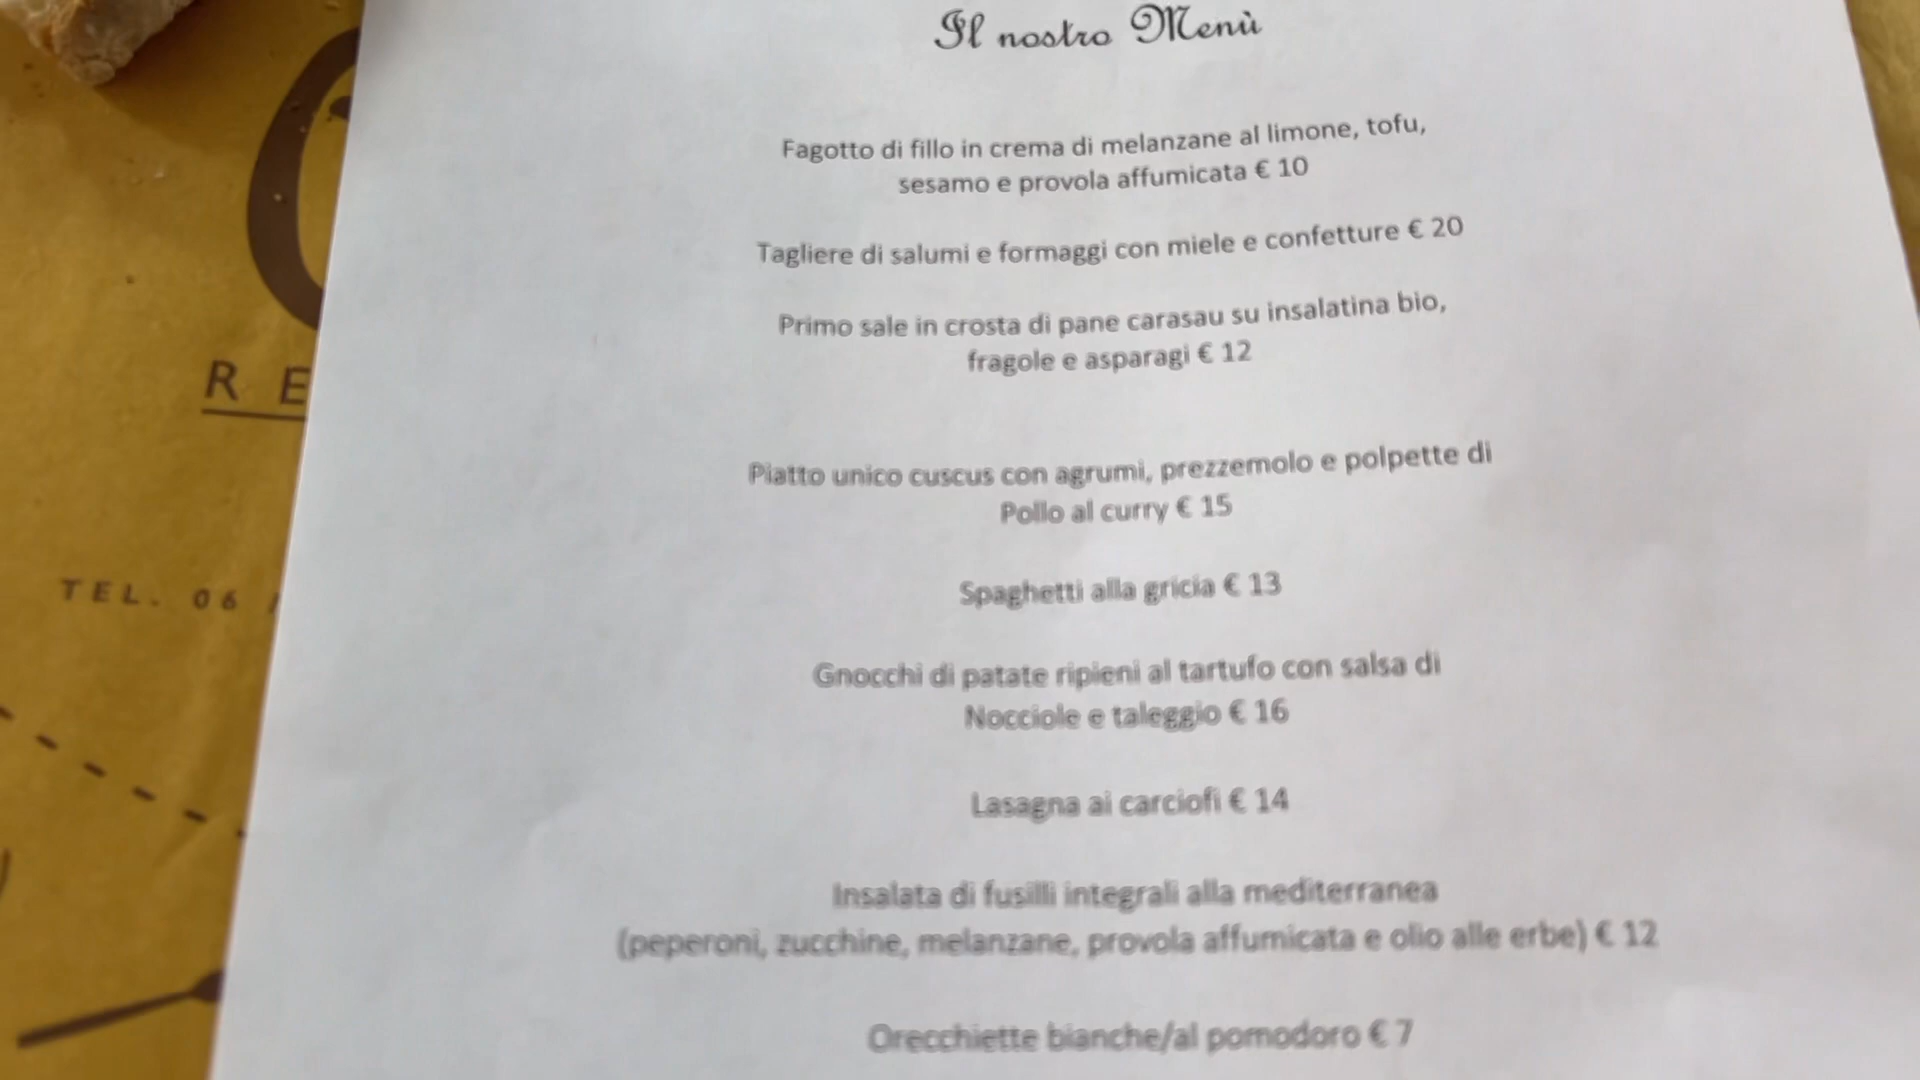 Il nostro Menù
Fagotto di fillo in crema di melanzane al limone, tofu,
sesamo e provola affumicata € 10
Tagliere di salumi e formaggi con miele e confetture € 20
Primo sale in crosta di pane carasau su insalatina bio,
fragole e asparagi € 12
Piatto unico cuscus con agrumi, prezzemolo e polpette di
Pollo al curry € 15
Spaghetti alla gricia € 13
Gnocchi di patate ripieni al tartufo con salsa di
Nocciole e taleggio € 16
Lasagna ai carciofi € 14
Insalata di fusilli integrali alla mediterranea
(peperoni, zucchine, melanzane, provola affumicata e olio alle erbe) € 12
Orecchiette bianche/al pomodoro € 7
RE
TEL. 06